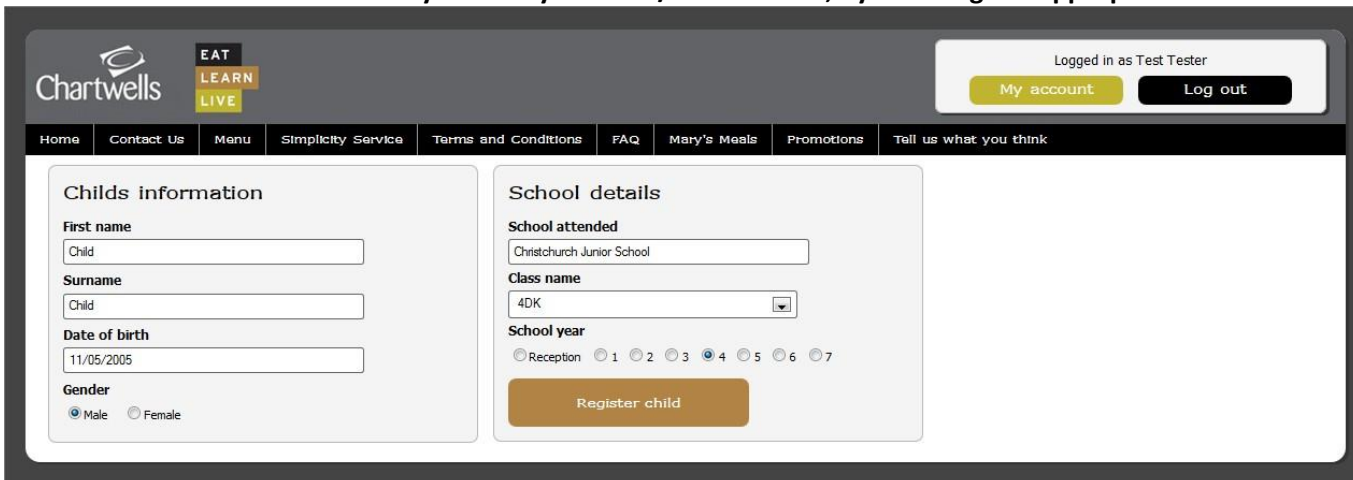 Chartwells
EAT
LEARN
LIVE
Logged in as Test Tester
My account Log out
Home Contact Us Menu Simplicity Service Terms and Conditions FAQ Mary's Meals Promotions Tell us what you think
Childs information
First name
Child
Surname
Child
Date of birth
11/05/2005
Gender
Male Female
School details
School attended
Christchurch Junior School
Class name
4DK
School year
Reception 1 2 3 4 5 6 7
Register child